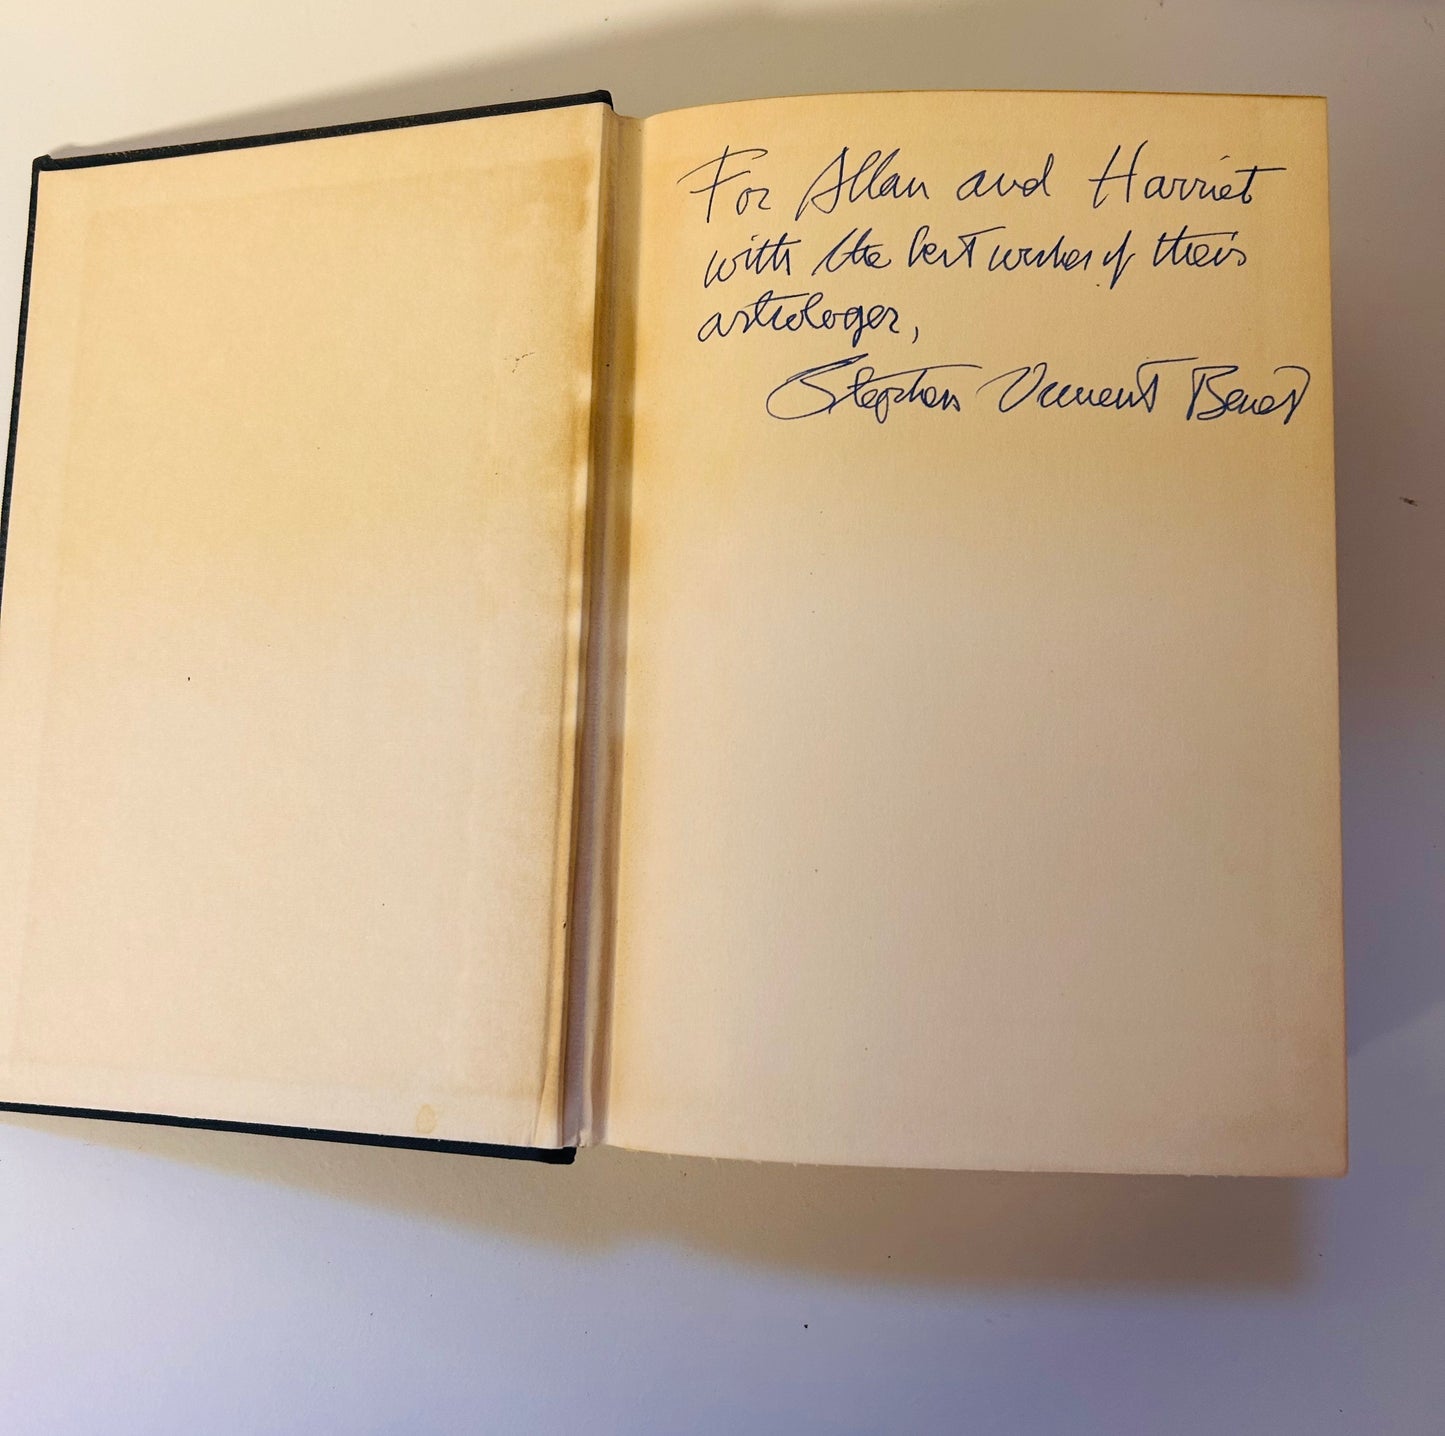 For Allan and Harriet
with the best wishes of their
astrologer,
Stephen Vincent Benet